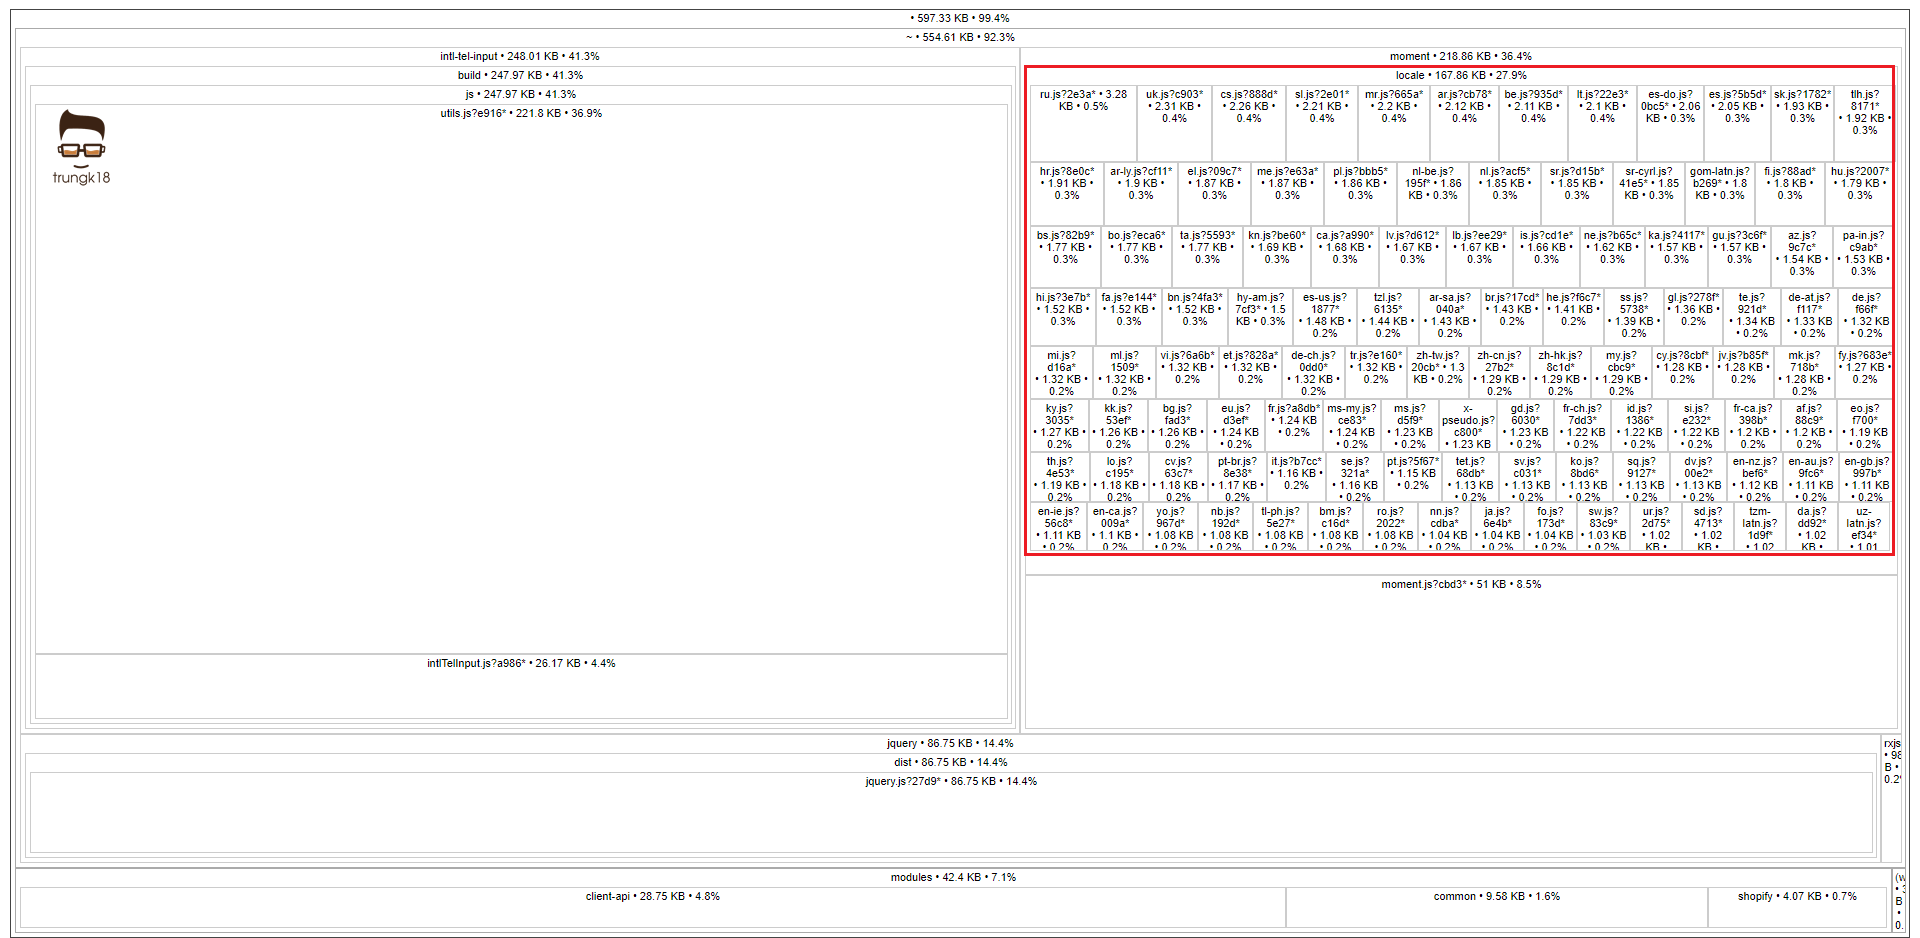 • 597.33 KB • 99.4%
~ • 554.61 KB • 92.3%
intl-tel-input • 248.01 KB • 41.3%
build • 247.97 KB • 41.3%
js • 247.97 KB • 41.3%
utils.js?e916* • 221.8 KB • 36.9%
trungk18
intlTelInput.js?a986* • 26.17 KB • 4.4%
moment • 218.86 KB • 36.4%
locale • 167.86 KB • 27.9%
ru.js?2e3a* • 3.28
KB • 0.5%
uk.js?c903*
• 2.31 KB •
0.4%
cs.js?888d*
• 2.26 KB •
0.4%
sl.js?2e01*
• 2.21 KB •
0.4%
mr.js?665a*
• 2.2 KB •
0.4%
ar.js?cb78*
• 2.12 KB •
0.4%
be.js?935d*
• 2.11 KB •
0.4%
lt.js?22e3*
• 2.1 KB •
0.4%
es-do.js?
0bc5* • 2.06
KB • 0.3%
es.js?5b5d*
• 2.05 KB •
0.3%
sk.js?1782*
• 1.93 KB •
0.3%
tlh.js?
8171*
• 1.92 KB •
0.3%
hr.js?8e0c*
• 1.91 KB •
0.3%
ar-ly.js?cf11*
• 1.9 KB •
0.3%
el.js?09c7*
• 1.87 KB •
0.3%
me.js?e63a*
• 1.87 KB •
0.3%
pl.js?bbb5*
• 1.86 KB •
0.3%
nl-be.js?
195f* • 1.86
KB • 0.3%
nl.js?acf5*
• 1.85 KB •
0.3%
sr.js?d15b*
• 1.85 KB •
0.3%
sr-cyrl.js?
41e5* • 1.85
KB • 0.3%
gom-latn.js?
b269* • 1.8
KB • 0.3%
fi.js?88ad*
• 1.8 KB •
0.3%
hu.js?2007*
• 1.79 KB •
0.3%
bs.js?82b9*
• 1.77 KB •
0.3%
bo.js?eca6*
• 1.77 KB •
0.3%
ta.js?5593*
• 1.77 KB •
0.3%
kn.js?be60*
• 1.69 KB •
0.3%
ca.js?a990*
• 1.68 KB •
0.3%
lv.js?d612*
• 1.67 KB •
0.3%
lb.js?ee29*
• 1.67 KB •
0.3%
is.js?cd1e*
• 1.66 KB •
0.3%
ne.js?b65c*
• 1.62 KB •
0.3%
ka.js?4117*
• 1.57 KB •
0.3%
gu.js?3c6f*
• 1.57 KB •
0.3%
az.js?
9c7c*
• 1.54 KB •
0.3%
pa-in.js?
c9ab*
• 1.53 KB •
0.3%
hi.js?3e7b*
• 1.52 KB •
0.3%
fa.js?e144*
• 1.52 KB •
0.3%
bn.js?4fa3*
• 1.52 KB •
0.3%
hy-am.js?
7cf3* • 1.5
KB • 0.3%
es-us.js?
1877*
• 1.48 KB •
0.2%
tzl.js?
6135*
• 1.44 KB •
0.2%
ar-sa.js?
040a*
• 1.43 KB •
0.2%
br.js?17cd*
• 1.43 KB •
0.2%
he.js?f6c7*
• 1.41 KB •
0.2%
ss.js?
5738*
• 1.39 KB •
0.2%
gl.js?278f*
• 1.36 KB •
0.2%
te.js?
921d*
• 1.34 KB
• 0.2%
de-at.js?
f117*
• 1.33 KB
• 0.2%
de.js?
f66f*
• 1.32 KB
• 0.2%
mi.js?
d16a*
• 1.32 KB •
0.2%
ml.js?
1509*
• 1.32 KB •
0.2%
vi.js?6a6b*
• 1.32 KB •
0.2%
et.js?828a*
• 1.32 KB •
0.2%
de-ch.js?
0dd0*
• 1.32 KB •
0.2%
tr.js?e160*
• 1.32 KB •
0.2%
zh-tw.js?
20cb* • 1.3
KB • 0.2%
zh-cn.js?
27b2*
• 1.29 KB •
0.2%
zh-hk.js?
8c1d*
• 1.29 KB •
0.2%
my.js?
cbc9*
• 1.29 KB •
0.2%
cy.js?8cbf*
• 1.28 KB •
0.2%
jv.js?b85f*
• 1.28 KB •
0.2%
mk.js?
718b*
• 1.28 KB
• 0.2%
fy.js?683e*
• 1.27 KB
• 0.2%
ky.js?
3035*
• 1.27 KB •
0.2%
kk.js?
53ef*
• 1.26 KB •
0.2%
bg.js?
fad3*
• 1.26 KB •
0.2%
eu.js?
d3ef*
• 1.24 KB
• 0.2%
fr.js?a8db*
• 1.24 KB
• 0.2%
ms-my.js?
ce83*
• 1.24 KB
• 0.2%
ms.js?
d5f9*
• 1.23 KB
• 0.2%
x-
pseudo.js?
c800*
• 1.23 KB
gd.js?
6030*
• 1.23 KB
• 0.2%
fr-ch.js?
7dd3*
• 1.22 KB
• 0.2%
id.js?
1386*
• 1.22 KB
• 0.2%
si.js?
e232*
• 1.22 KB
• 0.2%
fr-ca.js?
398b*
• 1.2 KB •
0.2%
af.js?
88c9*
• 1.2 KB
• 0.2%
eo.js?
f700*
• 1.19 KB
• 0.2%
th.js?
4e53*
• 1.19 KB
• 0.2%
lo.js?
c195*
• 1.18 KB
• 0.2%
cv.js?
63c7*
• 1.18 KB
• 0.2%
pt-br.js?
8e38*
• 1.17 KB
• 0.2%
it.js?b7cc*
• 1.16 KB •
0.2%
se.js?
321a*
• 1.16 KB
• 0.2%
pt.js?5f67*
• 1.15 KB
• 0.2%
tet.js?
68db*
• 1.13 KB
• 0.2%
sv.js?
c031*
• 1.13 KB
• 0.2%
ko.js?
8bd6*
• 1.13 KB
• 0.2%
sq.js?
9127*
• 1.13 KB
• 0.2%
dv.js?
00e2*
• 1.13 KB
• 0.2%
en-nz.js?
bef6*
• 1.12 KB
• 0.2%
en-au.js?
9fc6*
• 1.11 KB
• 0.2%
en-gb.js?
997b*
• 1.11 KB
• 0.2%
en-ie.js?
56c8*
• 1.11 KB
• 0.2%
en-ca.js?
009a*
• 1.1 KB
0.2%
yo.js?
967d*
• 1.08 KB
• 0.2%
nb.js?
192d*
• 1.08 KB
• 0.2%
tl-ph.js?
5e27*
• 1.08 KB
• 0.2%
bm.js?
c16d*
• 1.08 KB
• 0.2%
ro.js?
2022*
• 1.08 KB
• 0.2%
nn.js?
cdba*
• 1.04 KB
• 0.2%
ja.js?
6e4b*
• 1.04 KB
• 0.2%
fo.js?
173d*
• 1.04 KB
• 0.2%
sw.js?
83c9*
• 1.03 KB
• 0.2%
ur.js?
2d75*
• 1.02
KB •
sd.js?
4713*
• 1.02
KB •
tzm-
latn.js?
1d9f*
• 1.02
da.js?
dd92*
• 1.02
KB •
uz-
latn.js?
ef34*
• 1.01
moment.js?cbd3* • 51 KB • 8.5%
jquery • 86.75 KB • 14.4%
dist • 86.75 KB • 14.4%
jquery.js?27d9* • 86.75 KB • 14.4%
rxjs
B •
modules • 42.4 KB • 7.1%
client-api • 28.75 KB • 4.8%
common • 9.58 KB • 1.6%
shopify • 4.07 KB • 0.7%
B
•
0.